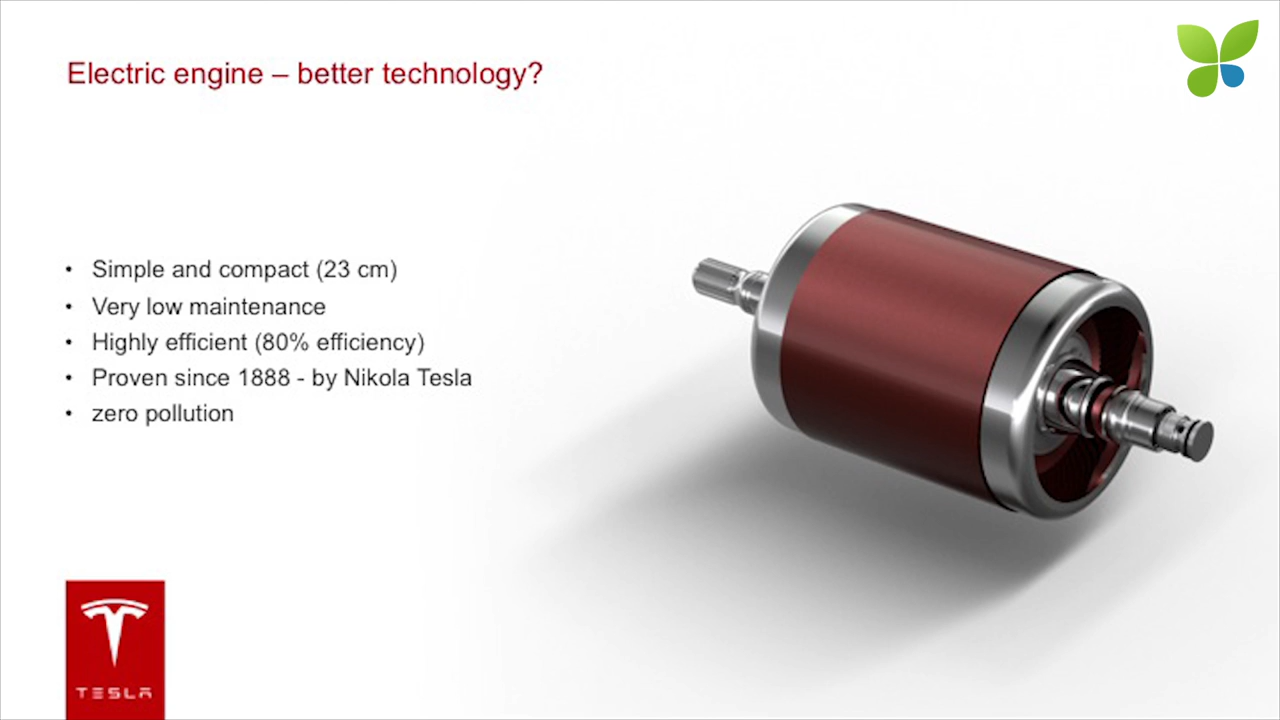 Electric engine – better technology?
• Simple and compact (23 cm)
• Very low maintenance
• Highly efficient (80% efficiency)
• Proven since 1888 - by Nikola Tesla
• zero pollution
TESLA